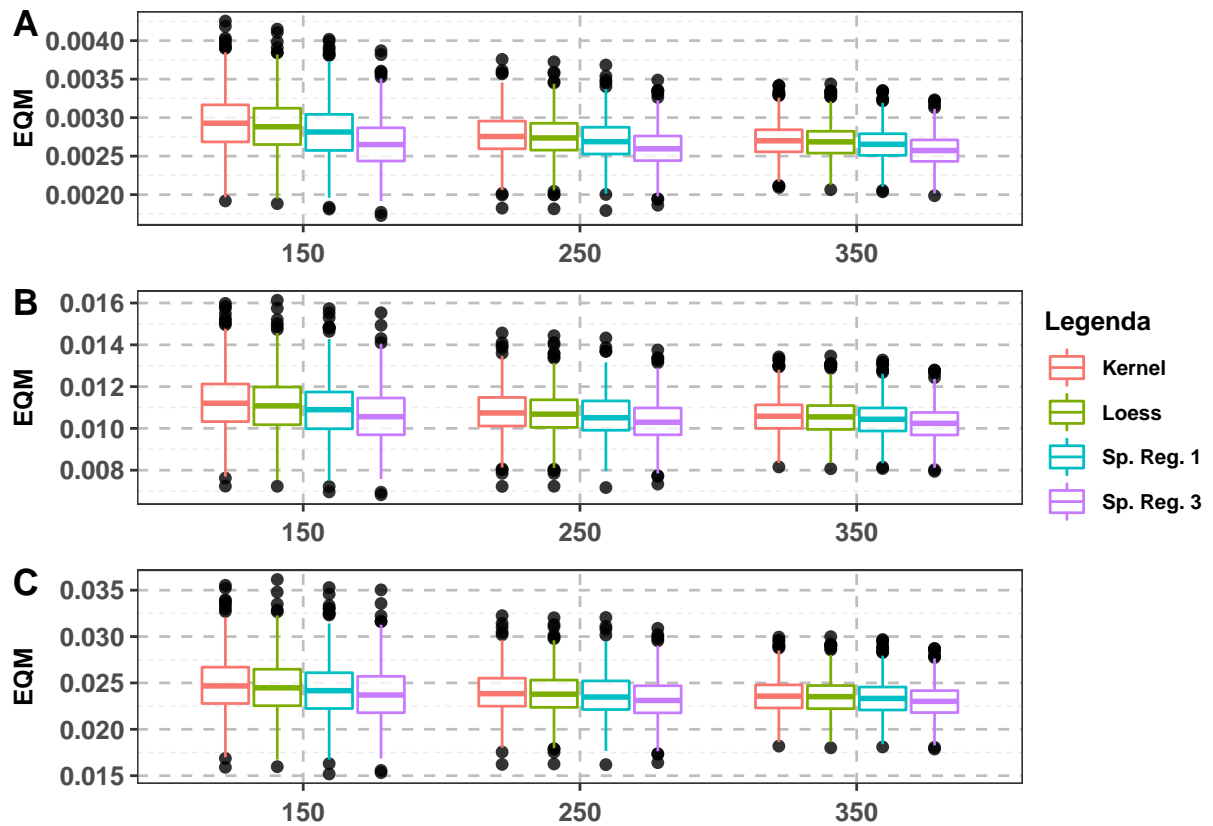 A
0.0040
0.0035
0.0030
0.0025
0.0020
EQM
150 250 350
B
0.016
0.014
0.012
0.010
0.008
EQM
150 250 350
C
0.035
0.030
0.025
0.020
0.015
EQM
150 250 350
Legenda
Kernel
Loess
Sp. Reg. 1
Sp. Reg. 3